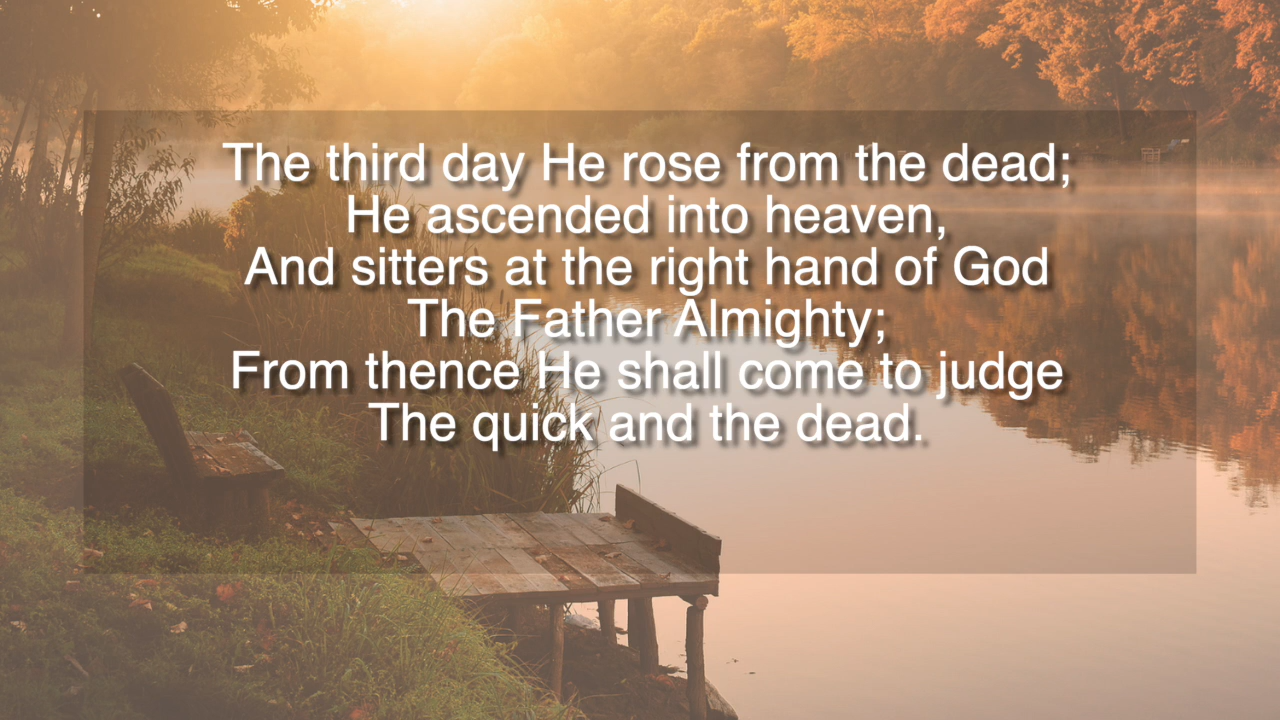 The third day He rose from the dead;
He ascended into heaven,
And sitters at the right hand of God
The Father Almighty;
From thence He shall come to judge
The quick and the dead.